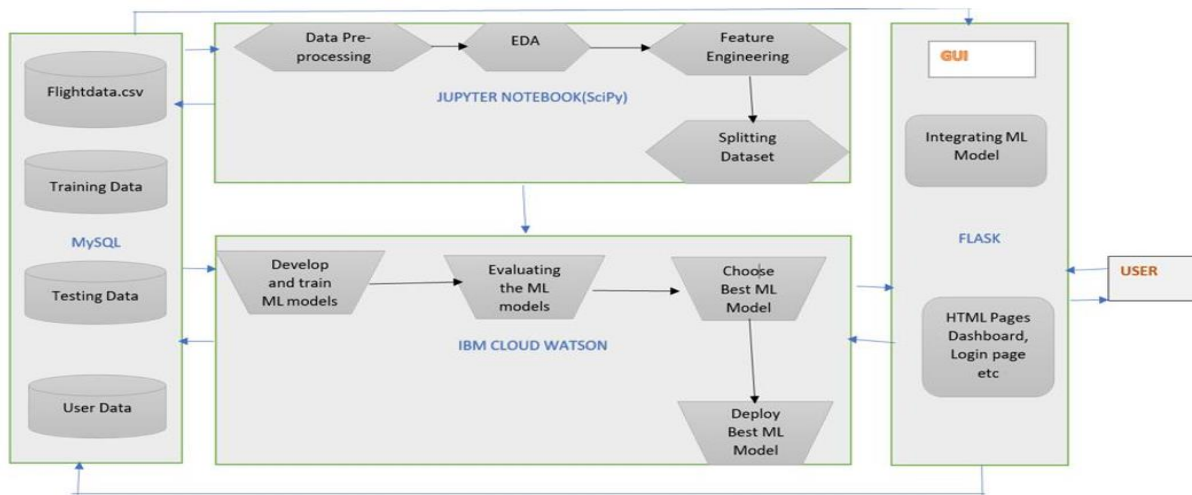 Flightdata.csv
Training Data
MySQL
Testing Data
User Data
Data Pre-
processing
EDA
Feature
Engineering
JUPYTER NOTEBOOK(SciPy)
Splitting
Dataset
Develop
and train
ML models
Evaluating
the ML
models
Choose
Best ML
Model
IBM CLOUD WATSON
Deploy
Best ML
Model
GUI
Integrating ML
Model
FLASK
HTML Pages
Dashboard,
Login page
etc
USER